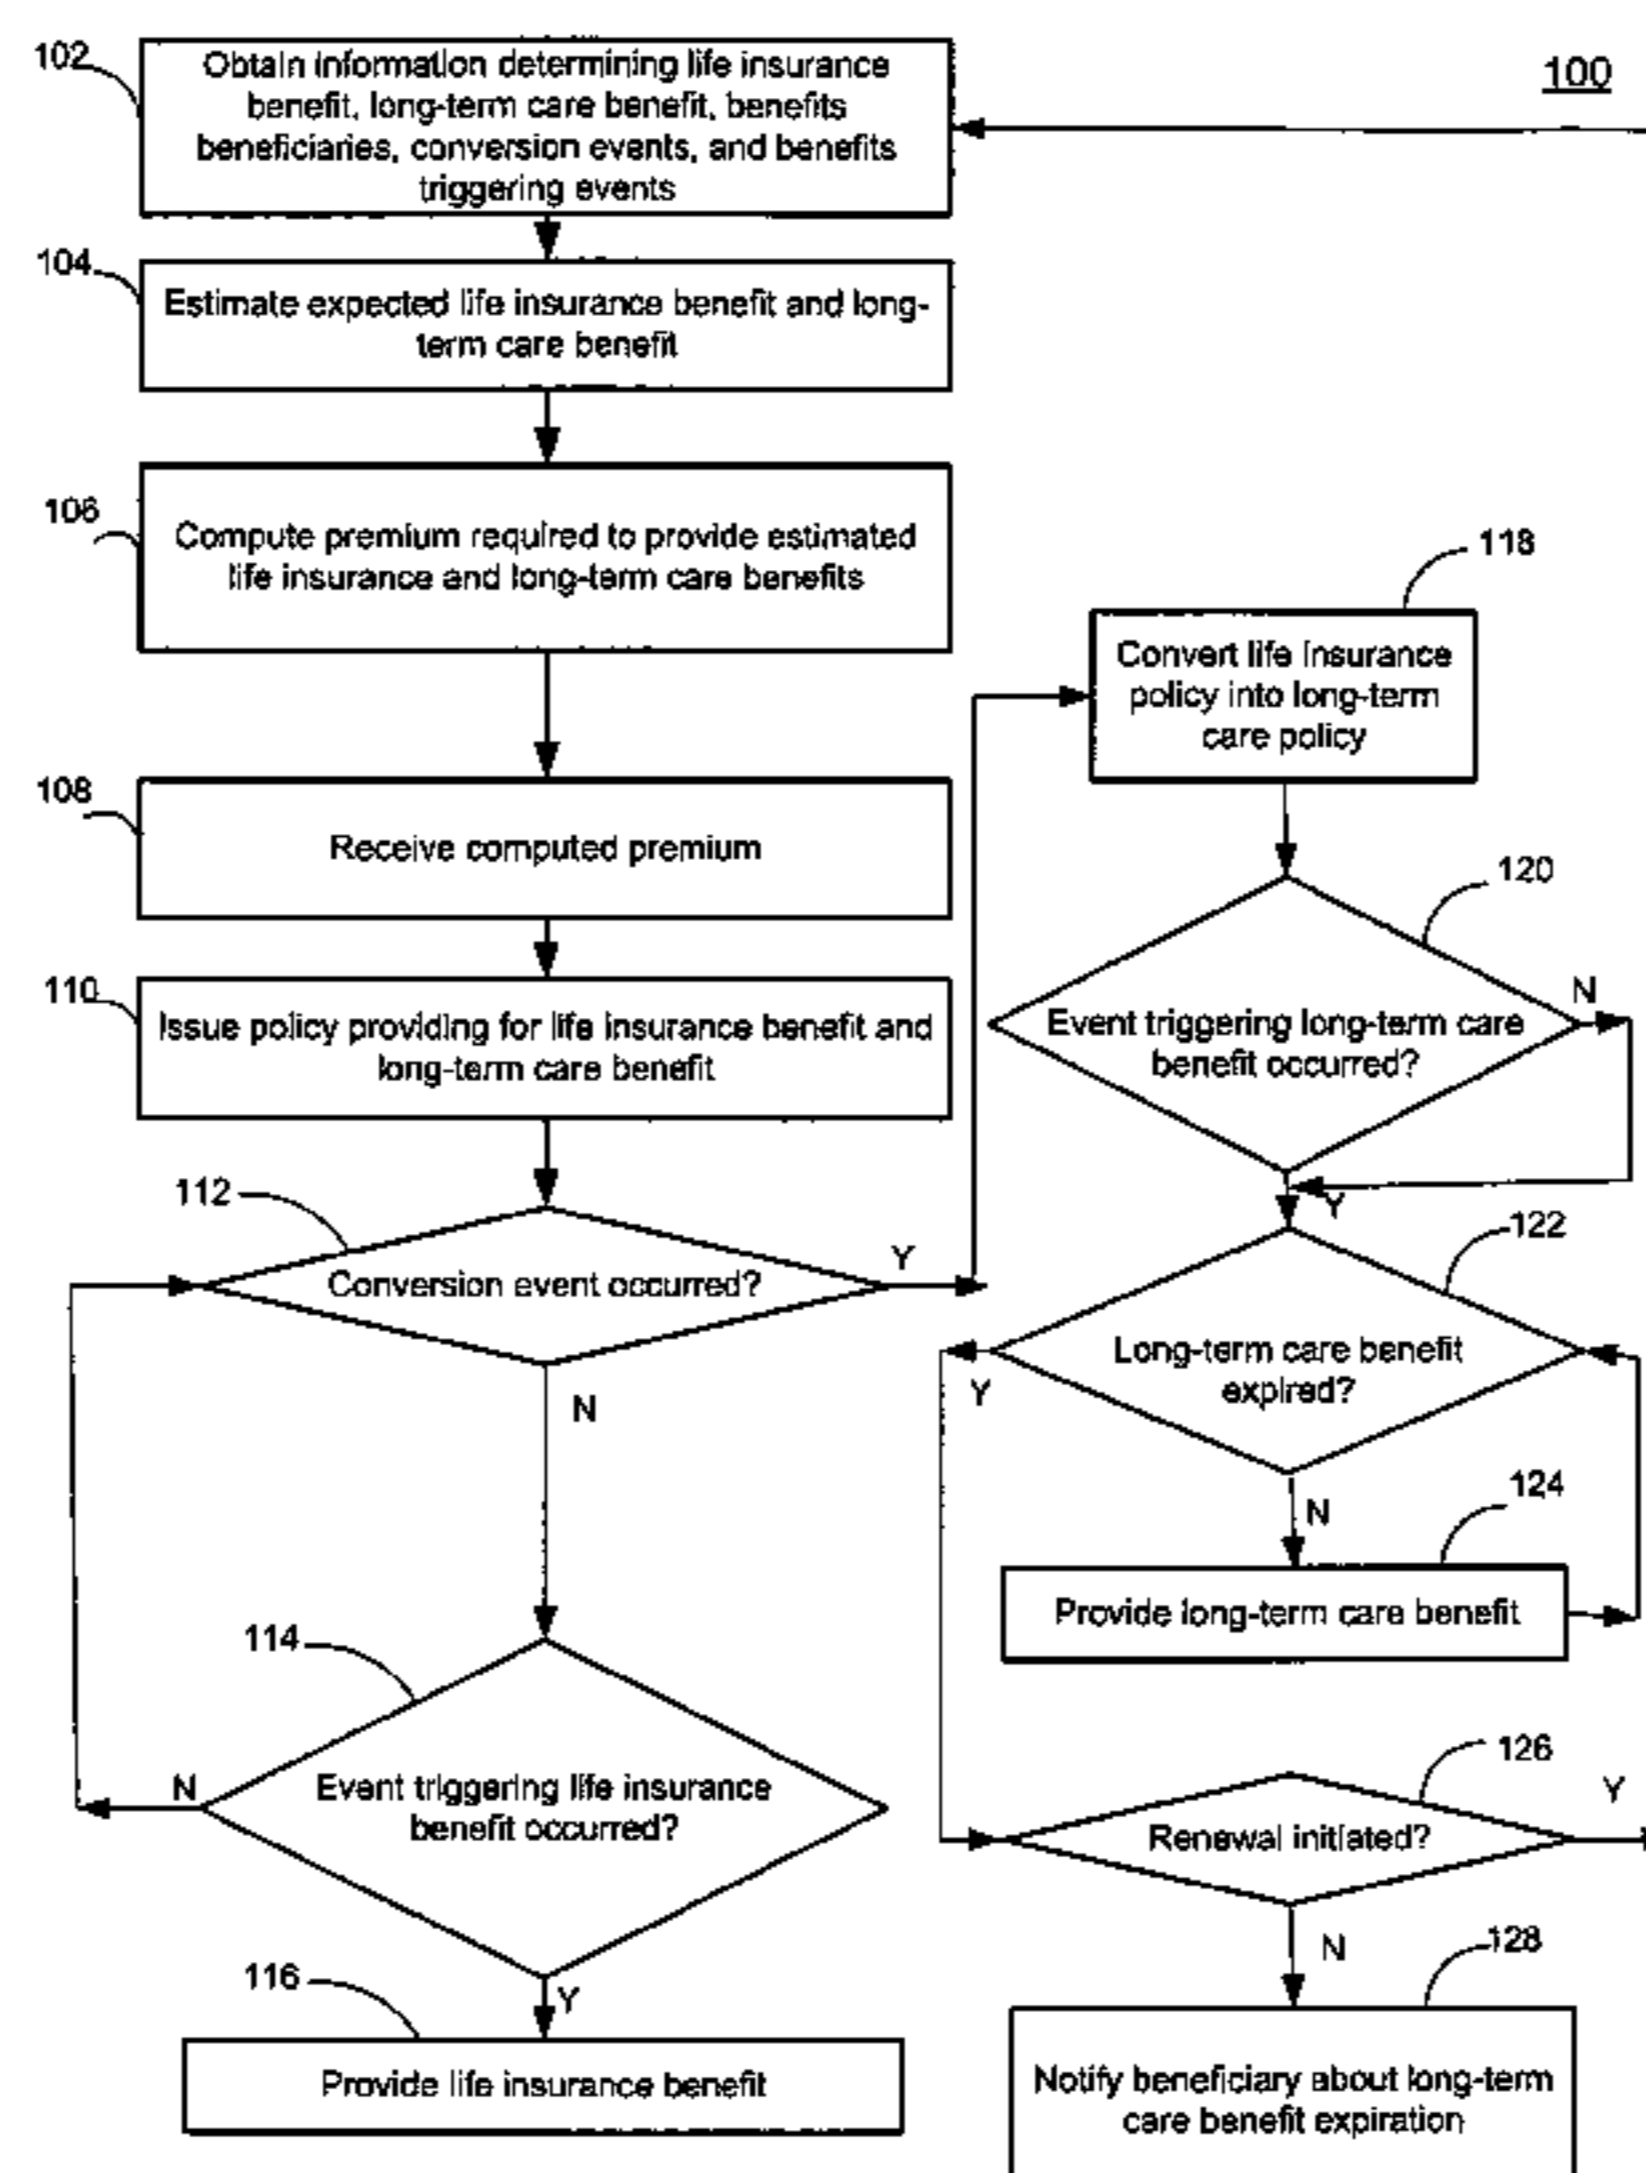 100
102
Obtain information determining life insurance
benefit, long-term care benefit, benefits
beneficiaries, conversion events, and benefits
triggering events
104
Estimate expected life insurance benefit and long-
term care benefit
106
Compute premium required to provide estimated
life insurance and long-term care benefits
108
Receive computed premium
110
Issue policy providing for life insurance benefit and
long-term care benefit
112
Conversion event occurred?
Y
N
114
Event triggering life insurance
benefit occurred?
N
Y
116
Provide life insurance benefit
118
Convert life insurance
policy into long-term
care policy
120
Event triggering long-term care
benefit occurred?
N
Y
122
Long-term care benefit
expired?
Y
N
124
Provide long-term care benefit
126
Renewal initiated?
Y
N
128
Notify beneficiary about long-term
care benefit expiration